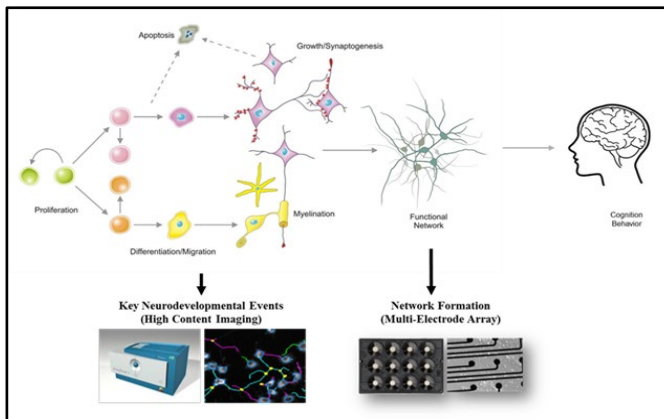 Apoptosis
Growth/Synaptogenesis
Proliferation
Differentiation/Migration
Myelination
Functional
Network
Cognition
Behavior
Key Neurodevelopmental Events
(High Content Imaging)
Network Formation
(Multi-Electrode Array)